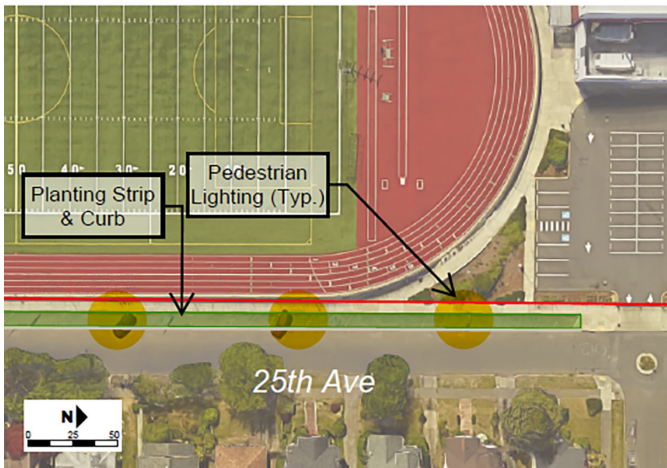 50 40 30 20
Pedestrian
Lighting (Typ.)
Planting Strip
& Curb
25th Ave
N
0 25 50